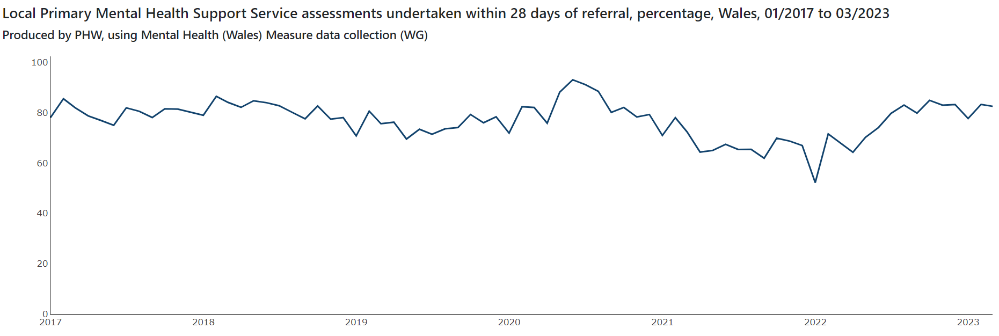 Local Primary Mental Health Support Service assessments undertaken within 28 days of referral, percentage, Wales, 01/2017 to 03/2023
Produced by PHW, using Mental Health (Wales) Measure data collection (WG)
100
80
60
40
20
0
2017 2018 2019 2020 2021 2022 2023